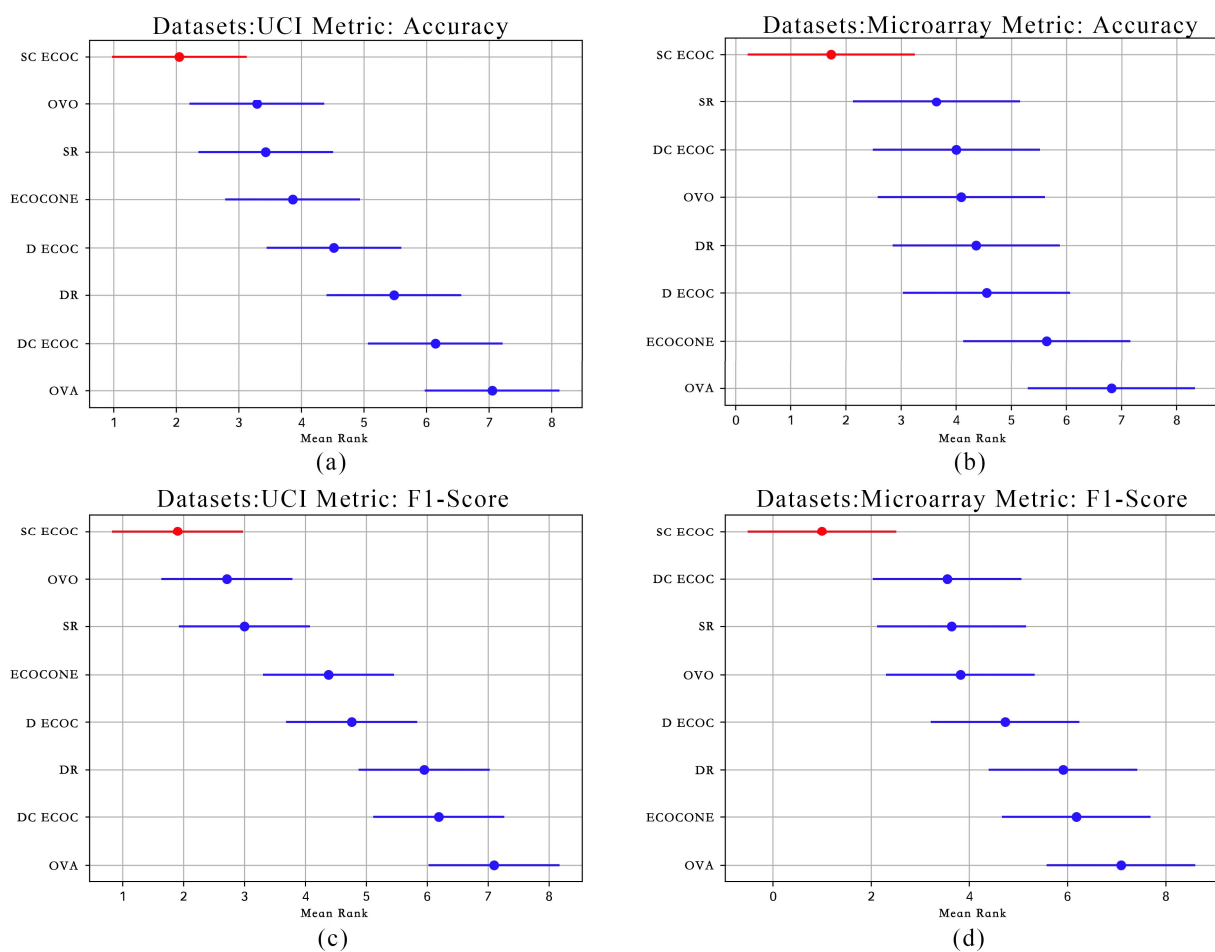 Datasets:UCI Metric: Accuracy
SC ECOC
OVO
SR
ECOCONE
D ECOC
DR
DC ECOC
OVA
1 2 3 4 5 6 7 8
Mean Rank
(a)
Datasets:Microarray Metric: Accuracy
SC ECOC
SR
DC ECOC
OVO
DR
D ECOC
ECOCONE
OVA
0 1 2 3 4 5 6 7 8
Mean Rank
(b)
Datasets:UCI Metric: F1-Score
SC ECOC
OVO
SR
ECOCONE
D ECOC
DR
DC ECOC
OVA
1 2 3 4 5 6 7 8
Mean Rank
(c)
Datasets:Microarray Metric: F1-Score
SC ECOC
DC ECOC
SR
OVO
D ECOC
DR
ECOCONE
OVA
0 2 4 6 8
Mean Rank
(d)